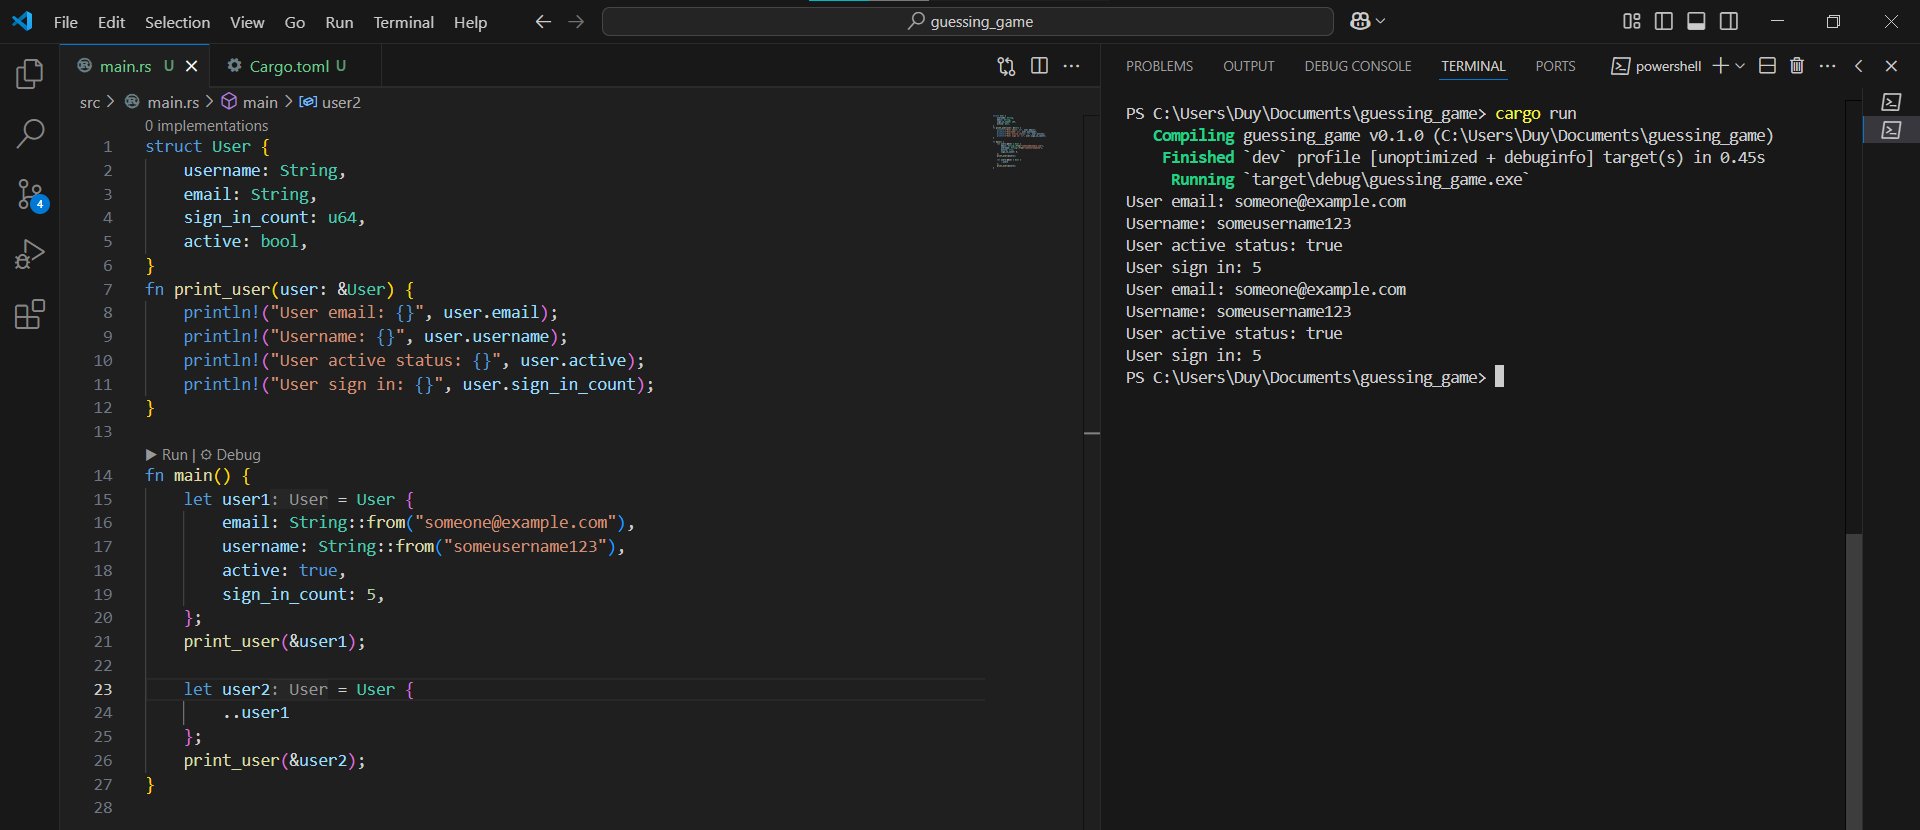 File Edit Selection View Go Run Terminal Help
guessing_game
main.rs U
Cargo.toml U
src > main.rs > main > user2
0 implementations
1 struct User {
2 username: String,
3 email: String,
4 sign_in_count: u64,
5 active: bool,
6 }
7 fn print_user(user: &User) {
8 println!("User email: {}", user.email);
9 println!("Username: {}", user.username);
10 println!("User active status: {}", user.active);
11 println!("User sign in: {}", user.sign_in_count);
12 }
13
Run | Debug
14 fn main() {
15 let user1: User = User {
16 email: String::from("someone@example.com"),
17 username: String::from("someusername123"),
18 active: true,
19 sign_in_count: 5,
20 };
21 print_user(&user1);
22
23 let user2: User = User {
24 ..user1
25 };
26 print_user(&user2);
27 }
28
4
PROBLEMS OUTPUT DEBUG CONSOLE TERMINAL PORTS
powershell
PS C:\Users\Duy\Documents\guessing_game> cargo run
Compiling guessing_game v0.1.0 (C:\Users\Duy\Documents\guessing_game)
Finished `dev` profile [unoptimized + debuginfo] target(s) in 0.45s
Running `target\debug\guessing_game.exe`
User email: someone@example.com
Username: someusername123
User active status: true
User sign in: 5
User email: someone@example.com
Username: someusername123
User active status: true
User sign in: 5
PS C:\Users\Duy\Documents\guessing_game>